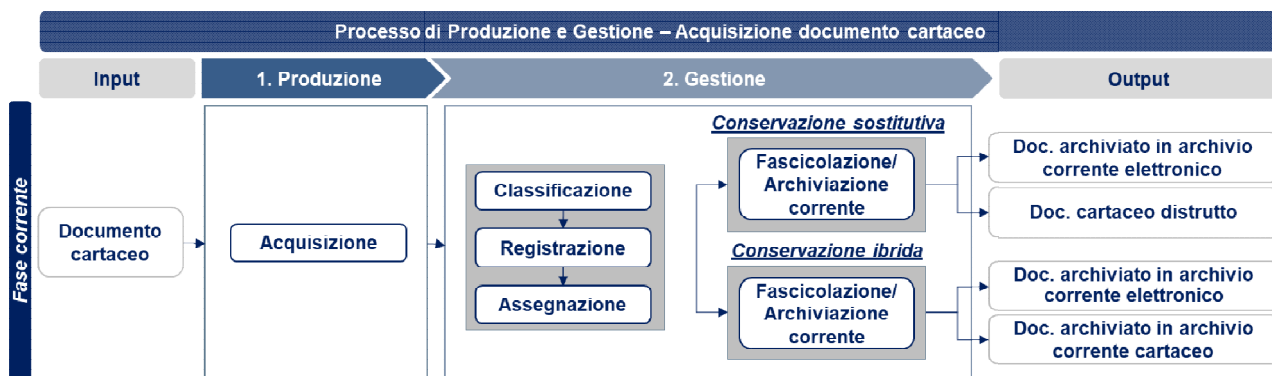 Processo di Produzione e Gestione – Acquisizione documento cartaceo
Input
1. Produzione
2. Gestione
Output
Fase corrente
Documento
cartaceo
Acquisizione
Classificazione
Registrazione
Assegnazione
Conservazione sostitutiva
Fascicolazione/
Archiviazione
corrente
Conservazione ibrida
Fascicolazione/
Archiviazione
corrente
Doc. archiviato in archivio
corrente elettronico
Doc. cartaceo distrutto
Doc. archiviato in archivio
corrente elettronico
Doc. archiviato in archivio
corrente cartaceo